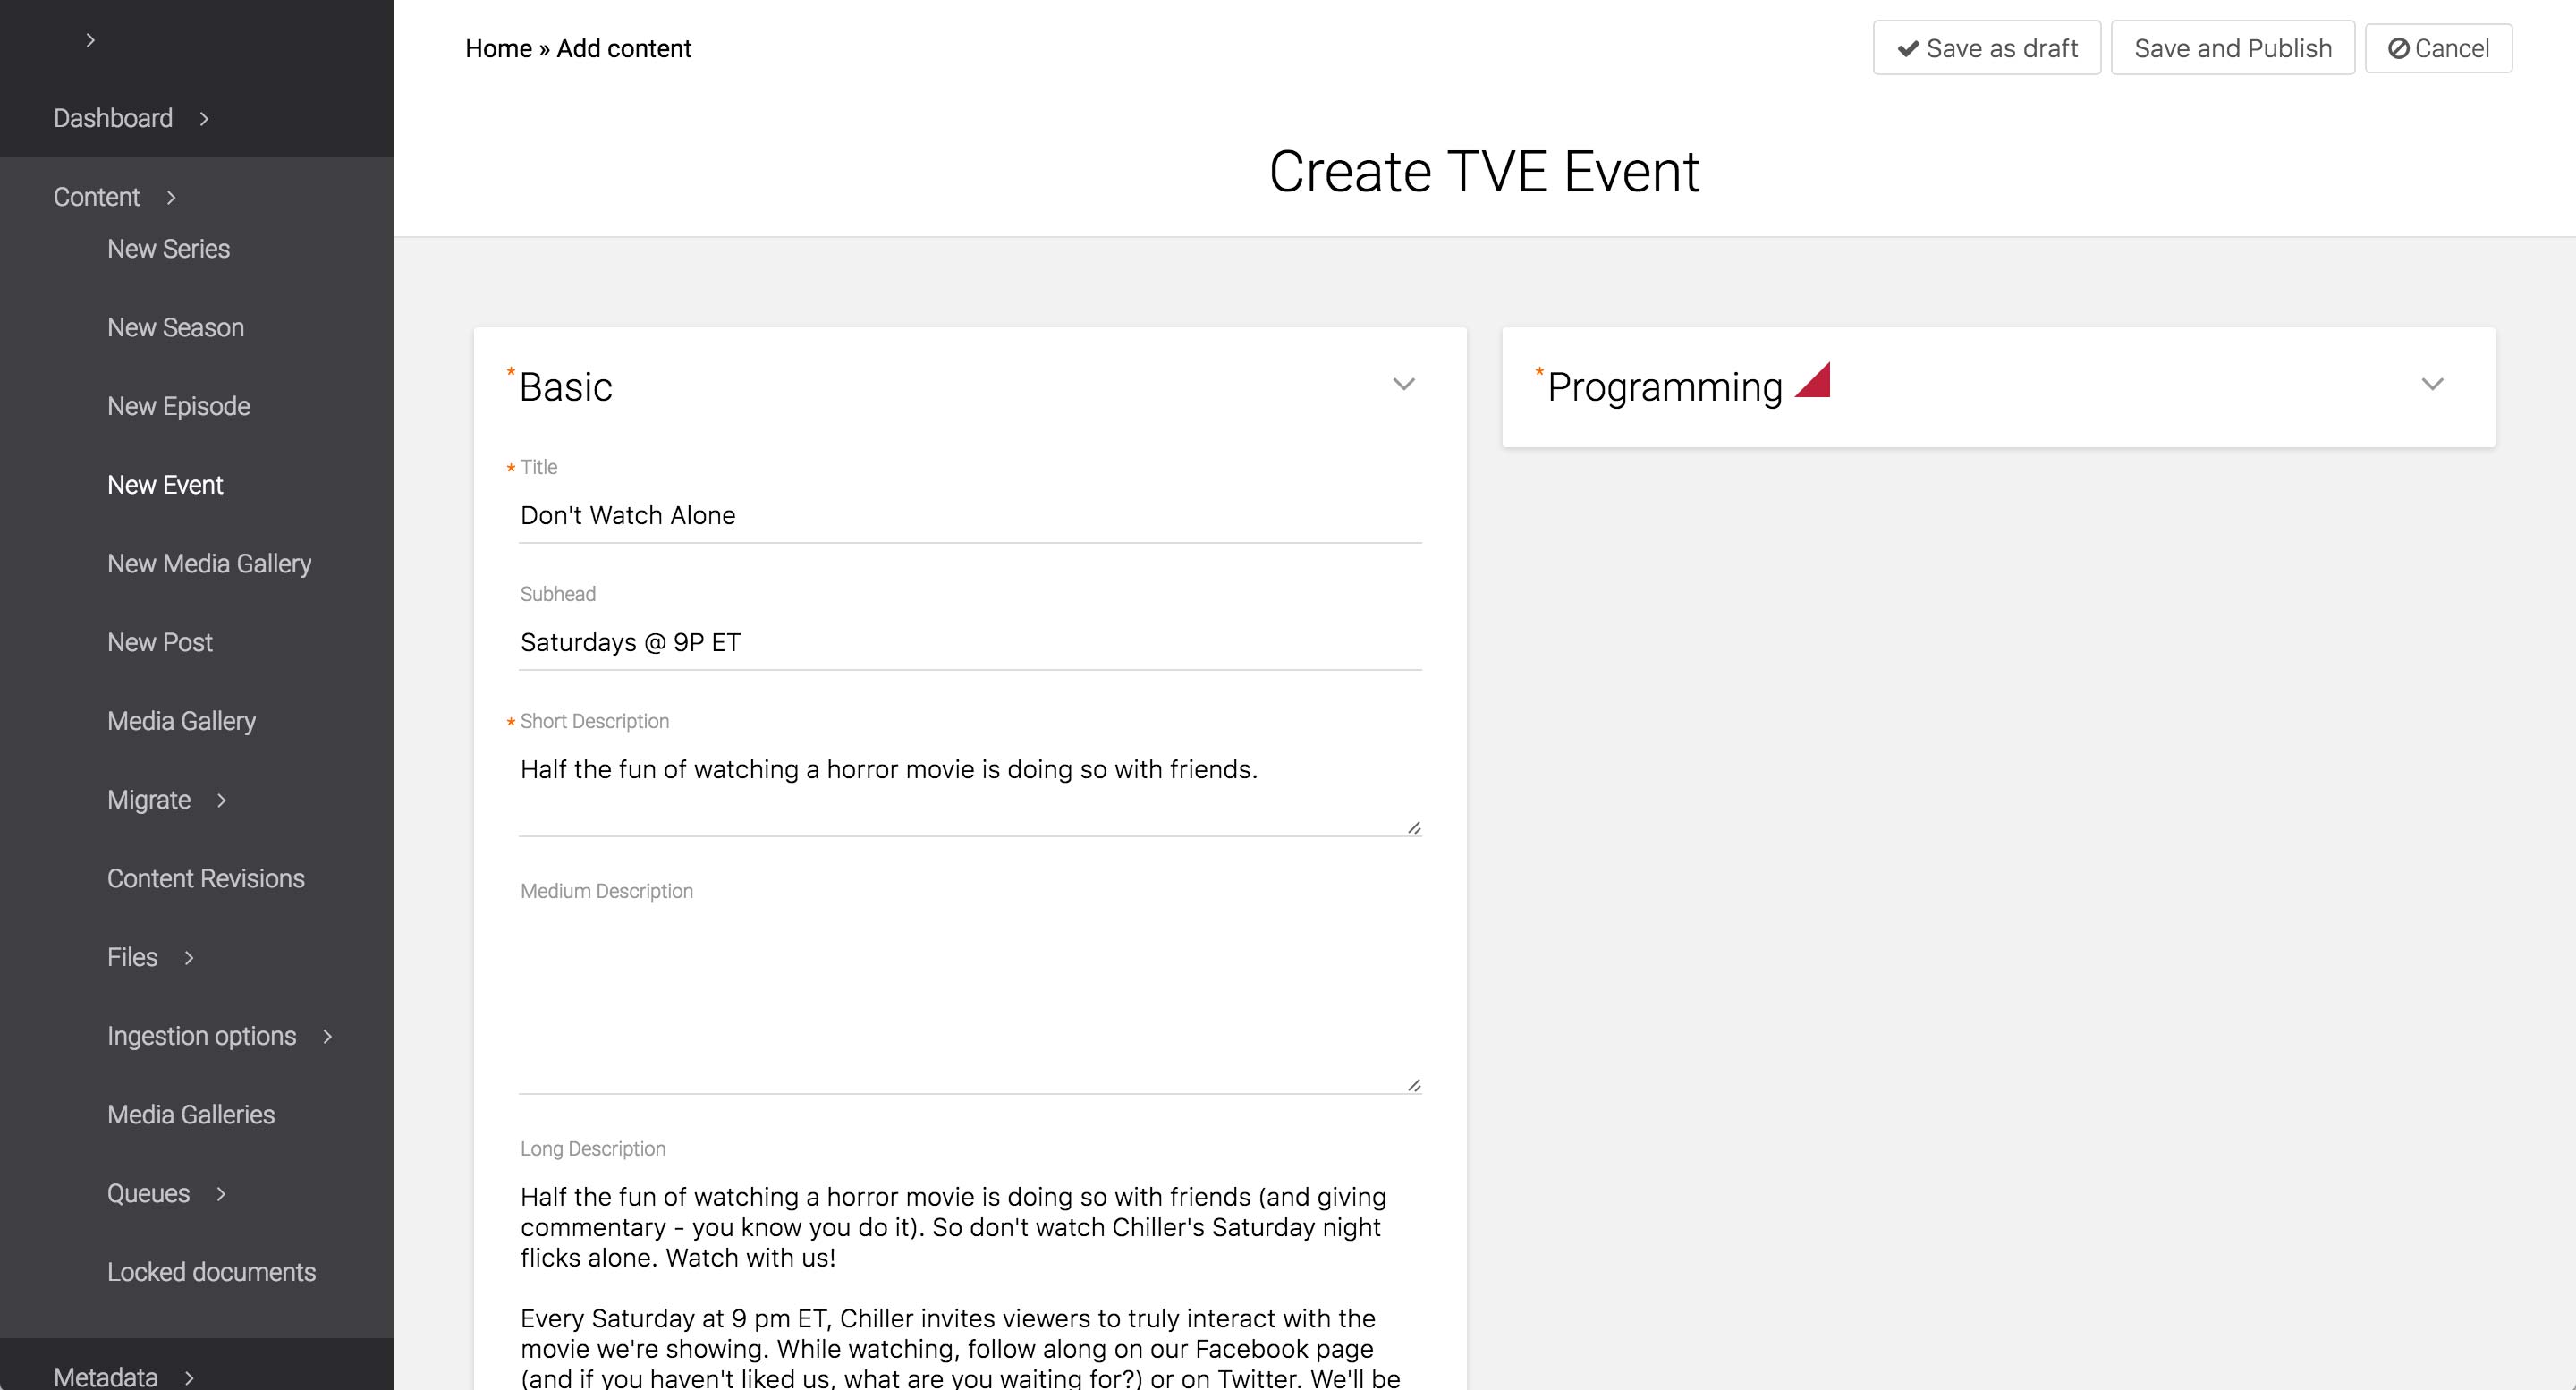 Dashboard
Content
New Series
New Season
New Episode
New Event
New Media Gallery
New Post
Media Gallery
Migrate
Content Revisions
Files
Ingestion options
Media Galleries
Queues
Locked documents
Metadata
Home » Add content
Save as draft
Save and Publish
Cancel
Create TVE Event
* Basic
* Title
Don't Watch Alone
Subhead
Saturdays @ 9P ET
* Short Description
Half the fun of watching a horror movie is doing so with friends.
Medium Description
Long Description
Half the fun of watching a horror movie is doing so with friends (and giving
commentary - you know you do it). So don't watch Chiller's Saturday night
flicks alone. Watch with us!
Every Saturday at 9 pm ET, Chiller invites viewers to truly interact with the
movie we're showing. While watching, follow along on our Facebook page
(and if you haven't liked us, what are you waiting for?) or on Twitter. We'll be
* Programming